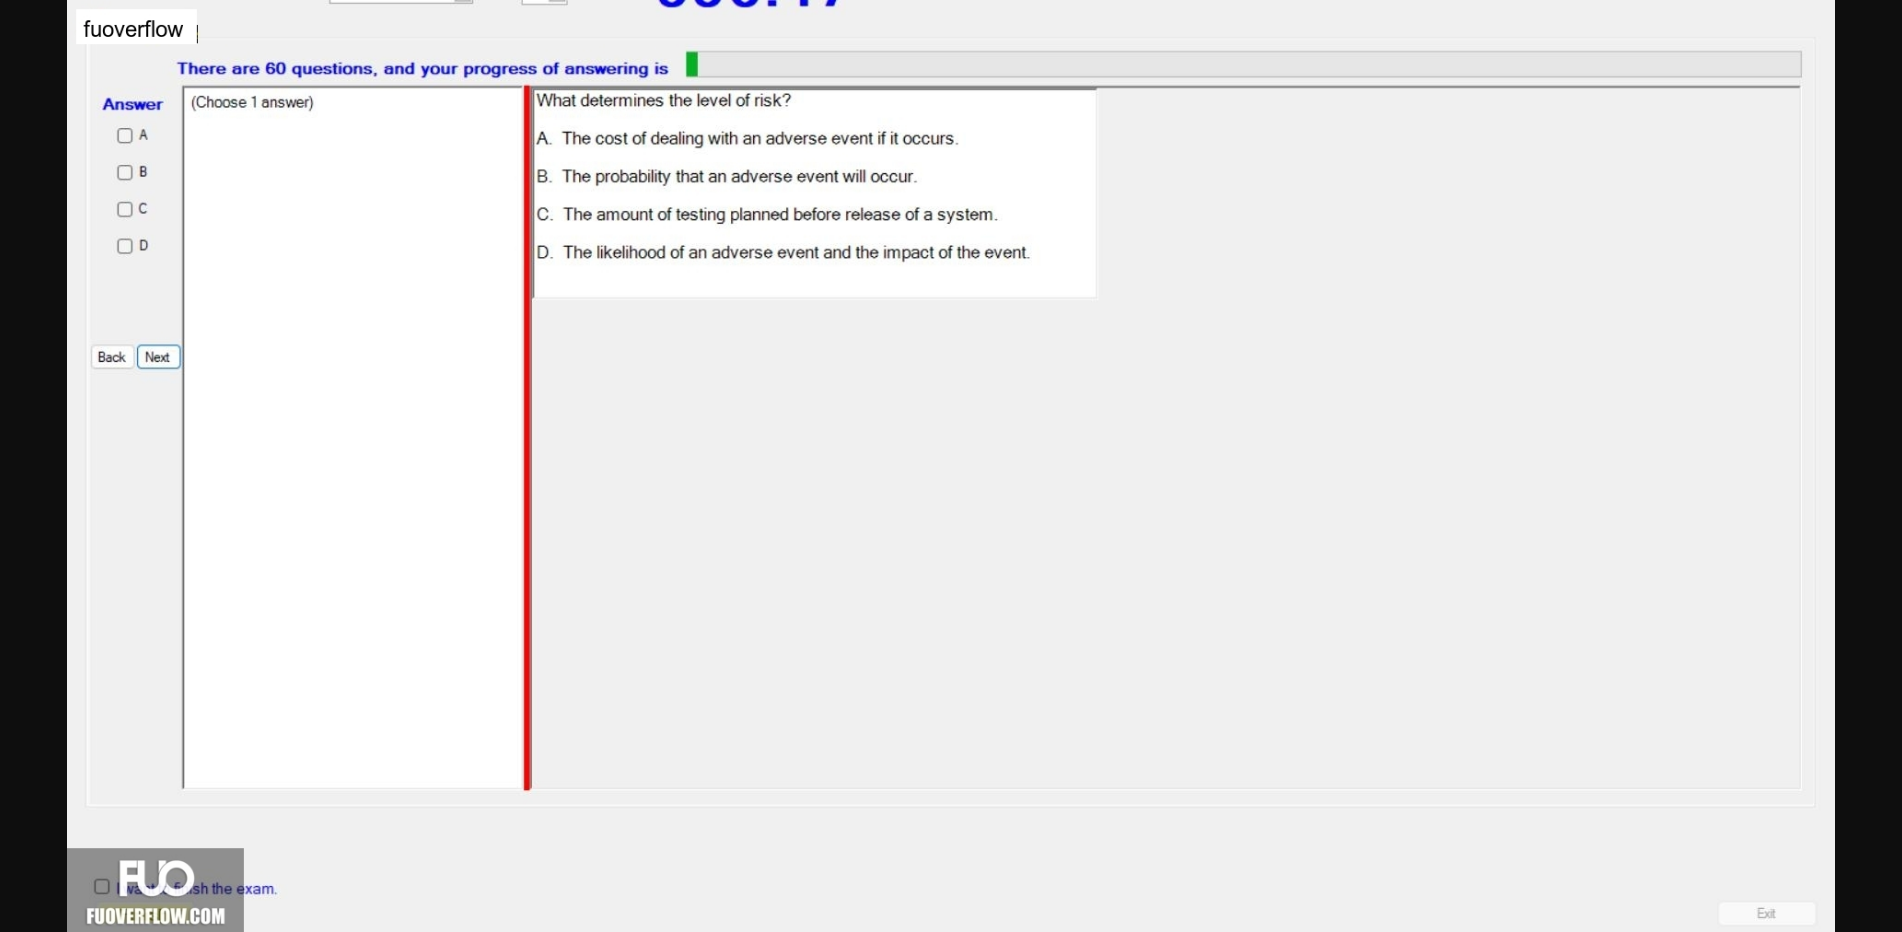 fuoverflow
There are 60 questions, and your progress of answering is
Answer
(Choose 1 answer)
What determines the level of risk?
A
A. The cost of dealing with an adverse event if it occurs.
B
B. The probability that an adverse event will occur.
C
C. The amount of testing planned before release of a system.
D
D. The likelihood of an adverse event and the impact of the event.
Back Next
FUO
sh the exam.
FUOVERFLOW.COM
Exit